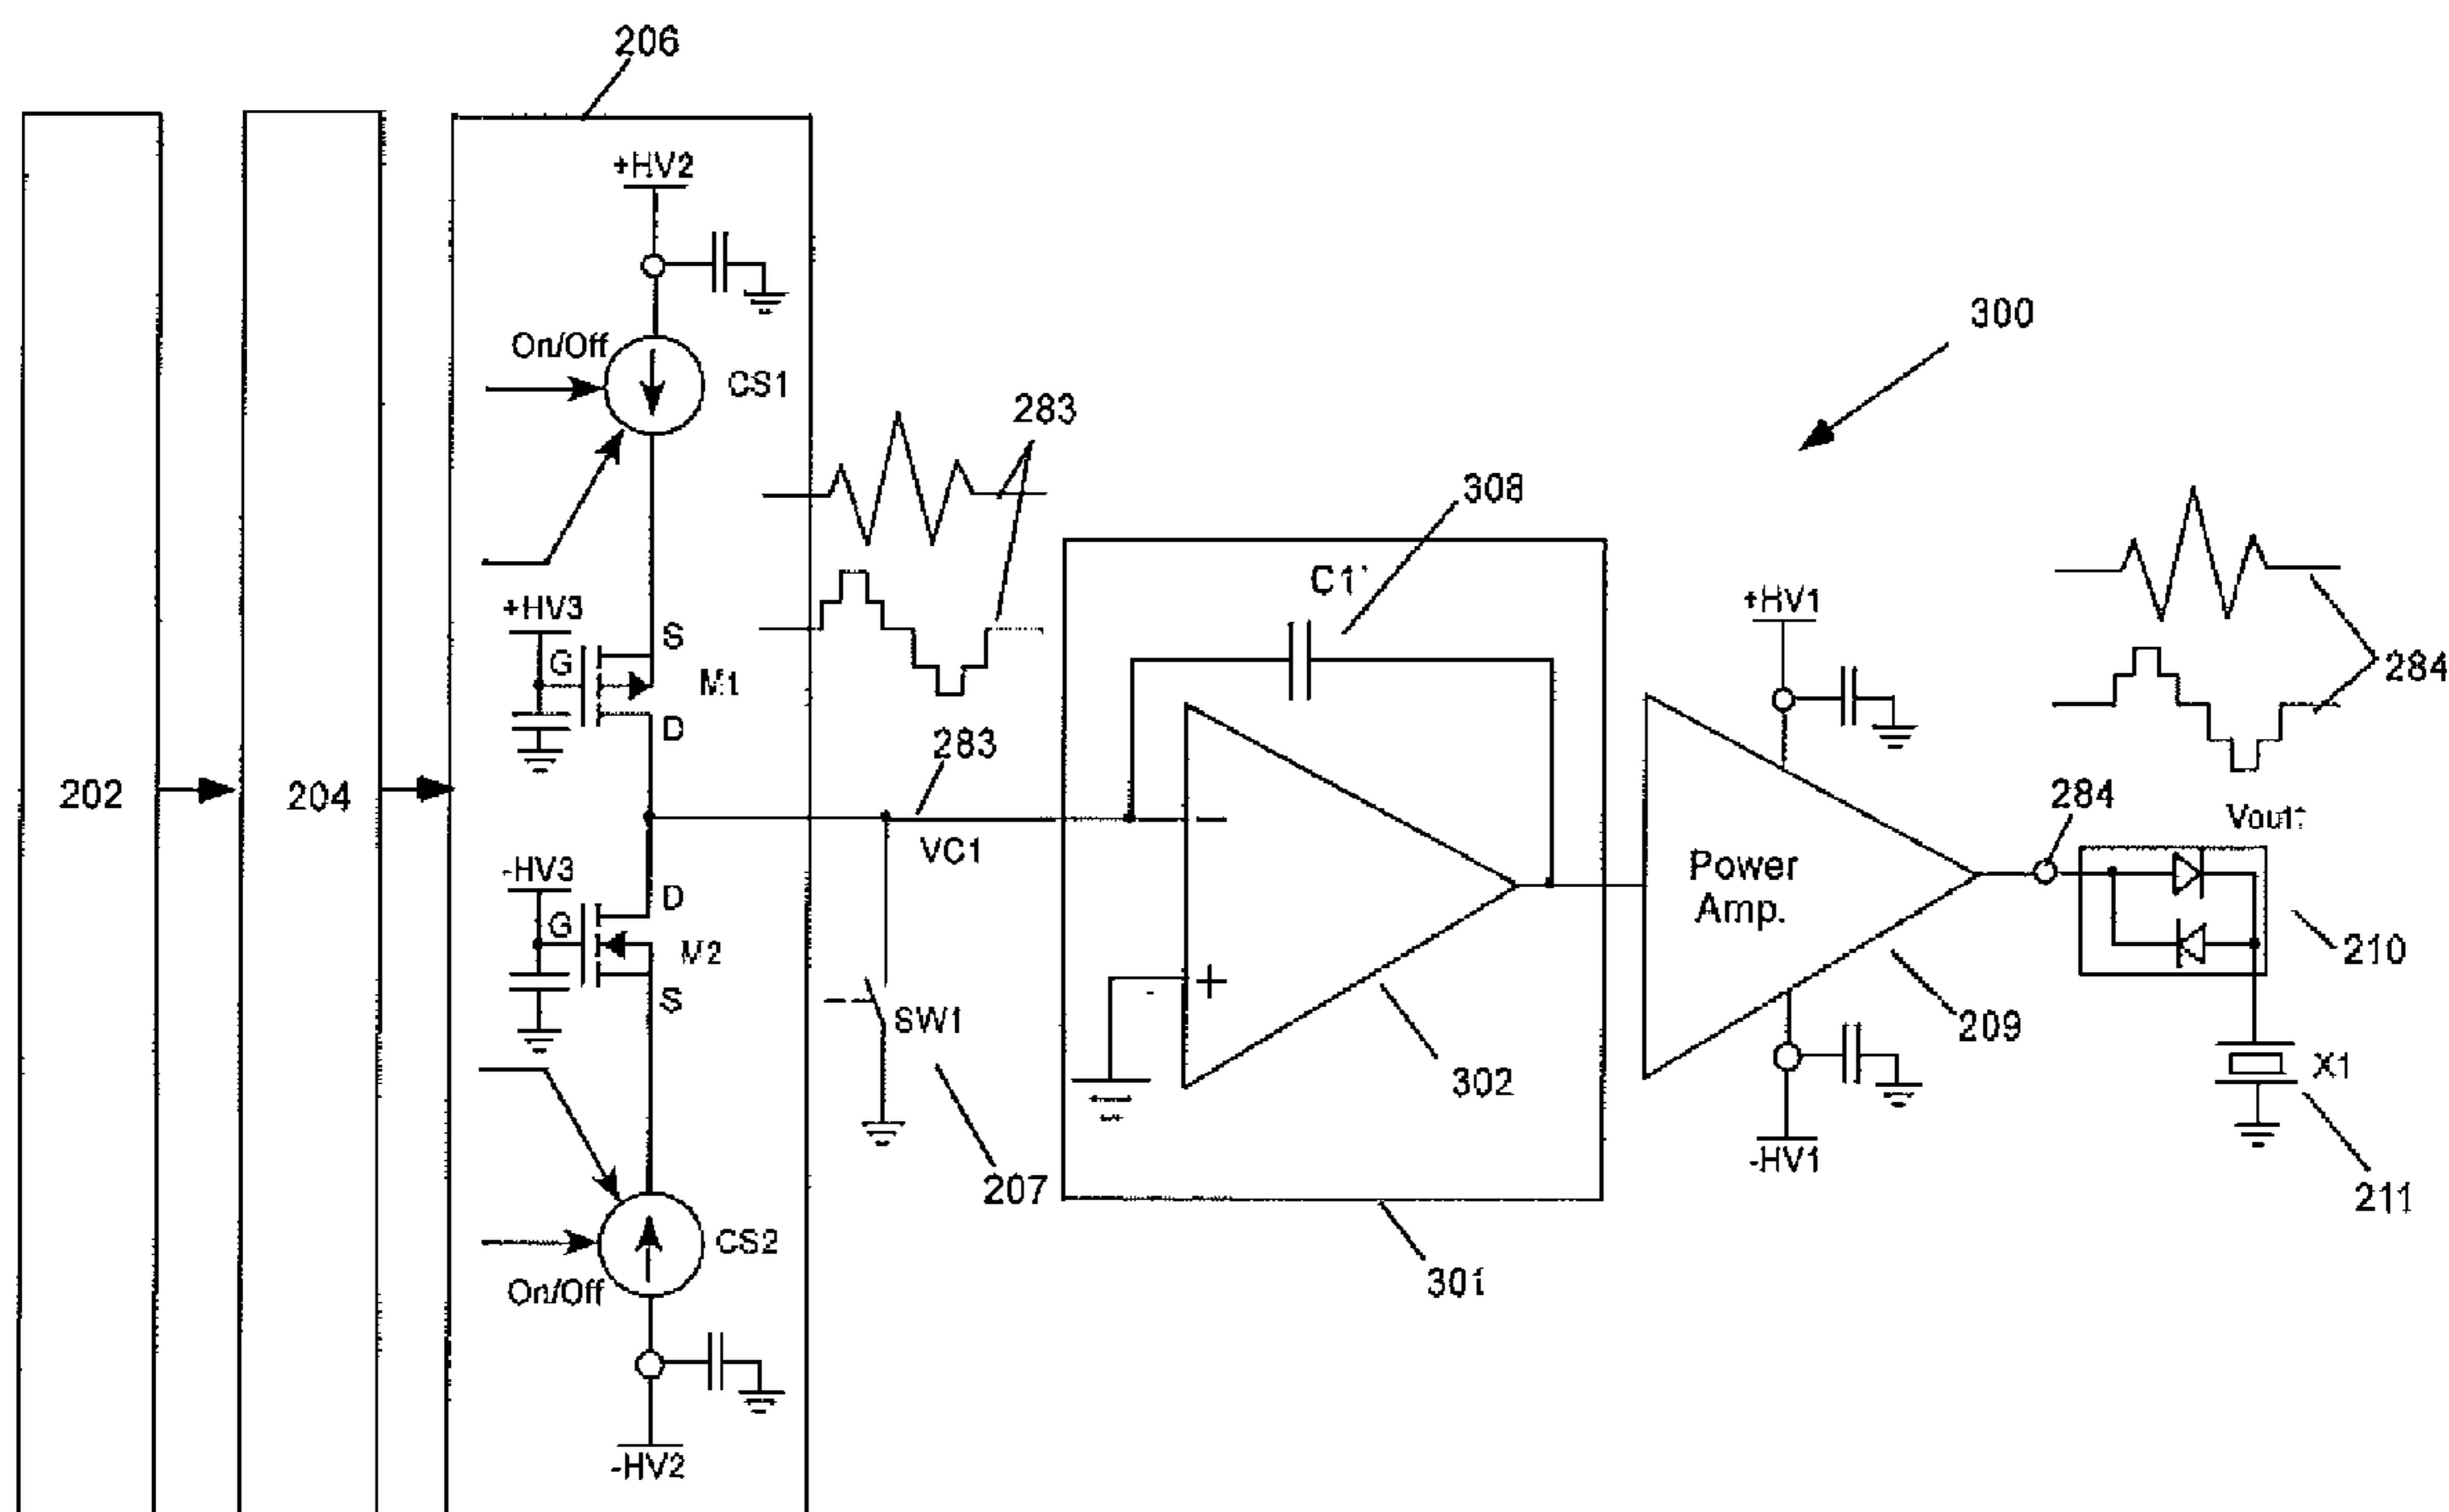 206
+HV2
300
On/Off
CS1
283
308
C1'
+HV3
S
G
M1
D
+HV1
284
283
202
204
VC1
−
284
Vout
-HV3
D
G
M2
S
Power
Amp.
210
+
SW1
209
302
X1
207
-HV1
211
CS2
On/Off
301
-HV2